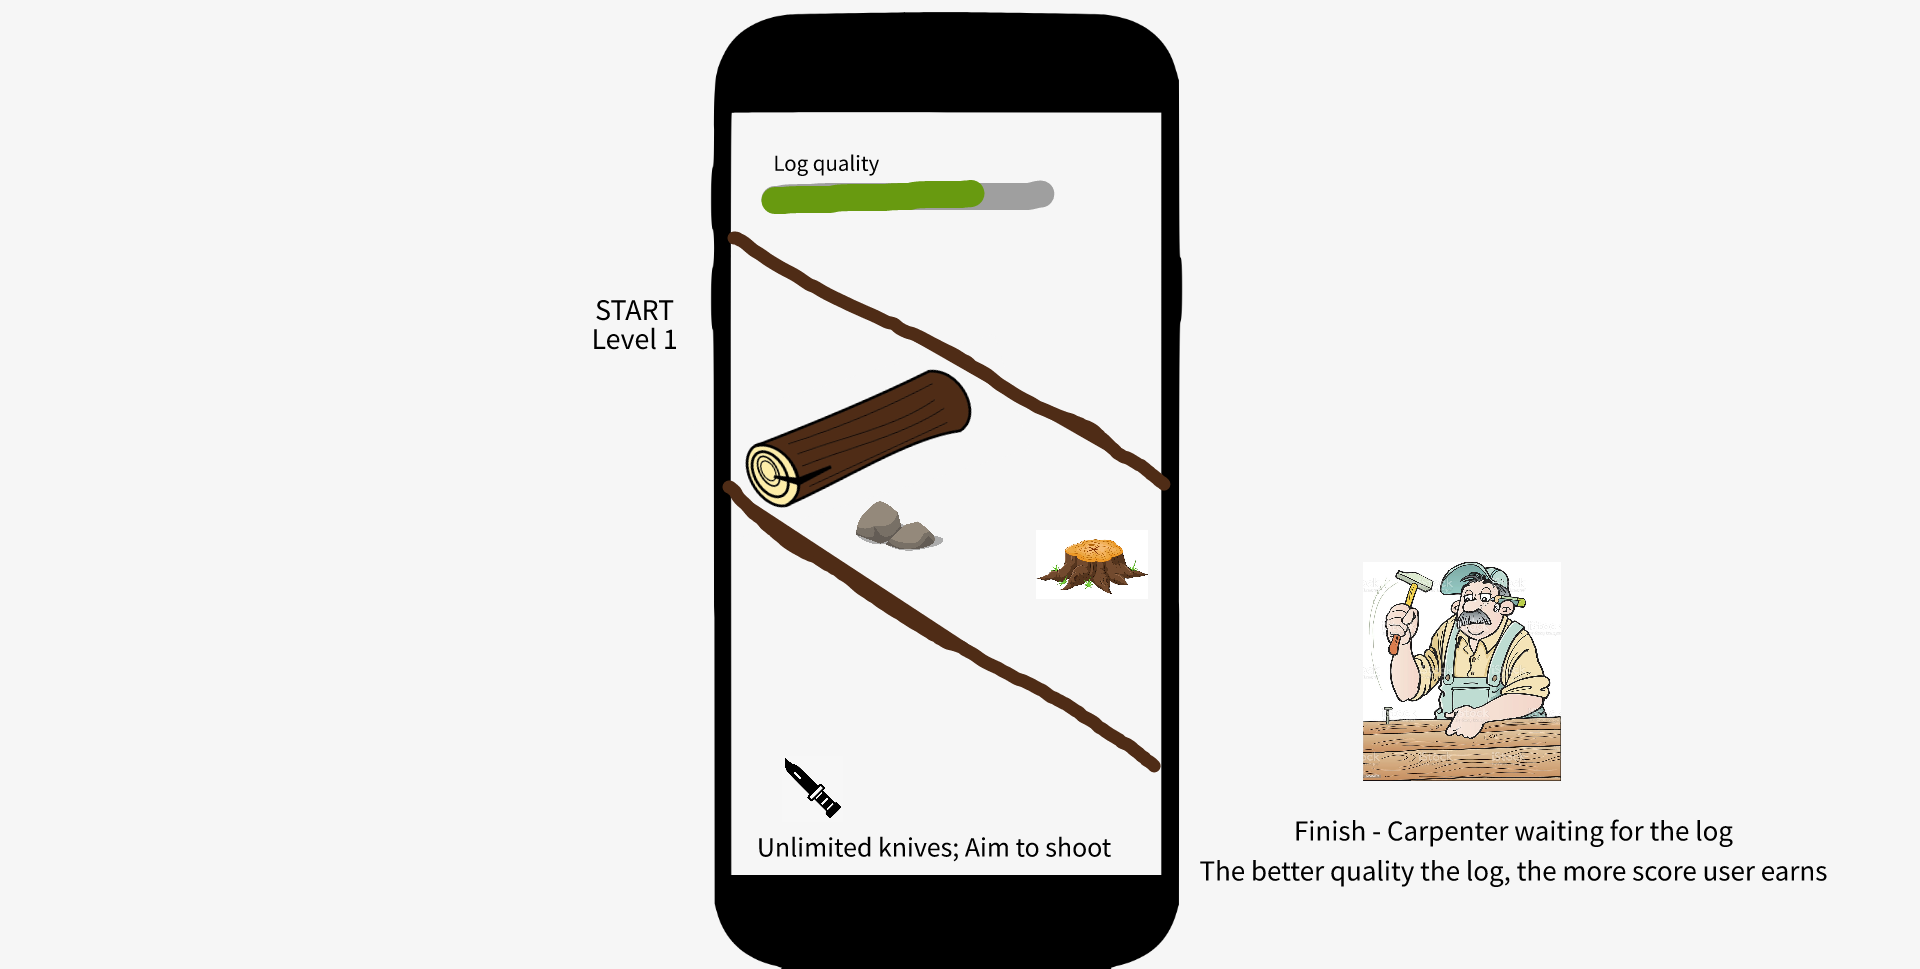 Log quality
START
Level 1
Unlimited knives; Aim to shoot
Finish - Carpenter waiting for the log
The better quality the log, the more score user earns